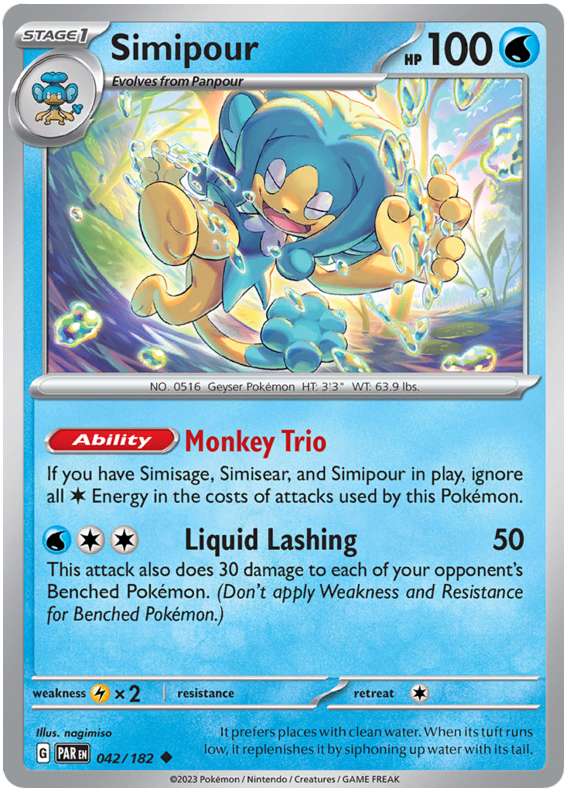 STAGE1
Simipour
HP 100
Evolves from Panpour
NO. 0516 Geyser Pokémon HT: 3'3" WT: 63.9 lbs.
Ability Monkey Trio
If you have Simisage, Simisear, and Simipour in play, ignore
all Energy in the costs of attacks used by this Pokémon.
Liquid Lashing 50
This attack also does 30 damage to each of your opponent's
Benched Pokémon. (Don't apply Weakness and Resistance
for Benched Pokémon.)
weakness ×2 resistance retreat
Illus. nagimiso
It prefers places with clean water. When its tuft runs
low, it replenishes it by siphoning up water with its tail.
G PAR EN 042/182
©2023 Pokémon / Nintendo / Creatures / GAME FREAK